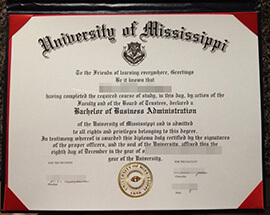 University of Mississippi
To the Friends of learning everywhere, Greetings
Be it known that
having completed the required course of study, in this day, by action of the
Faculty and of the Board of Trustees, declared a
Bachelor of Business Administration
of the University of Mississippi and is admitted
to all rights and privileges belonging to this degree.
In testimony whereof is awarded this diploma duly certified by the signatures
of the proper officers, and the seal of the University, affixed this the
eighth day of December in the year of
year of the University.